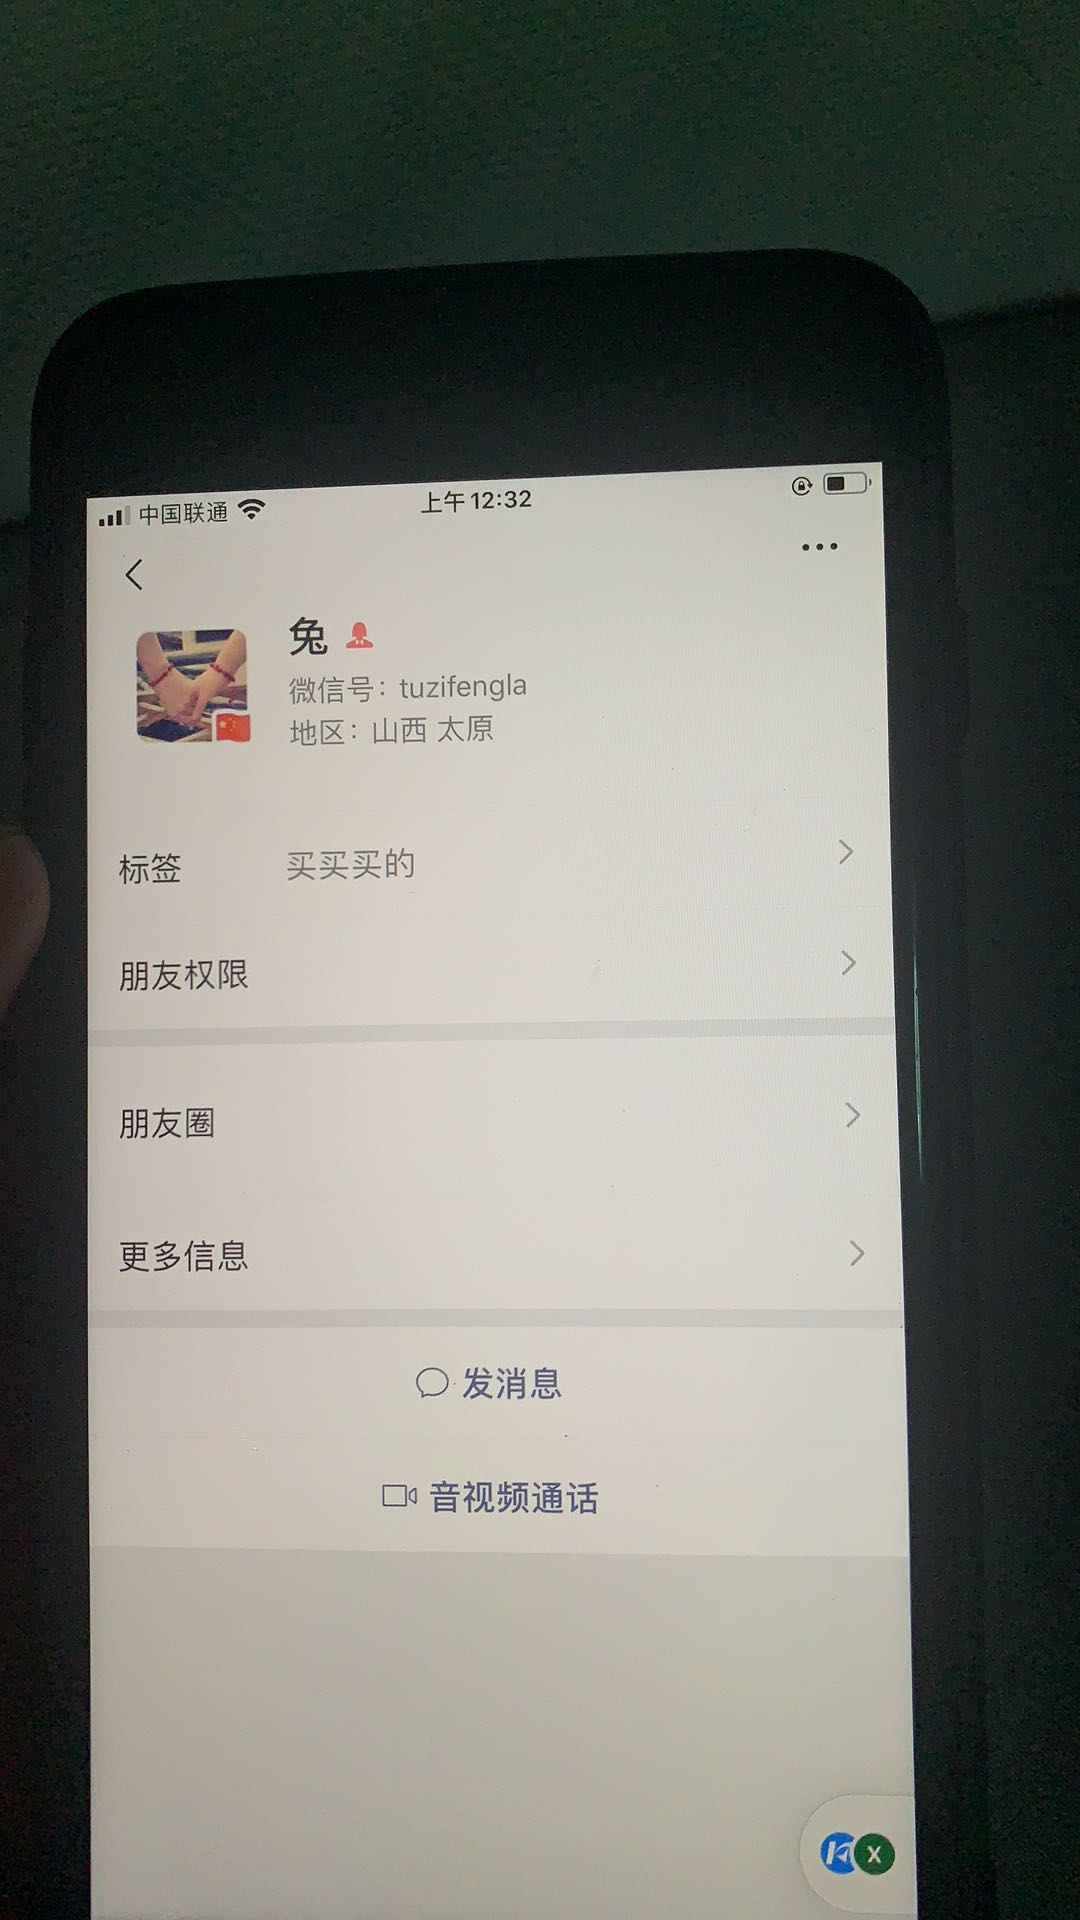 中国联通
上午12:32
兔
微信号：tuzifengla
地区：山西 太原
标签 买买买的
朋友权限
朋友圈
更多信息
发消息
音视频通话
X